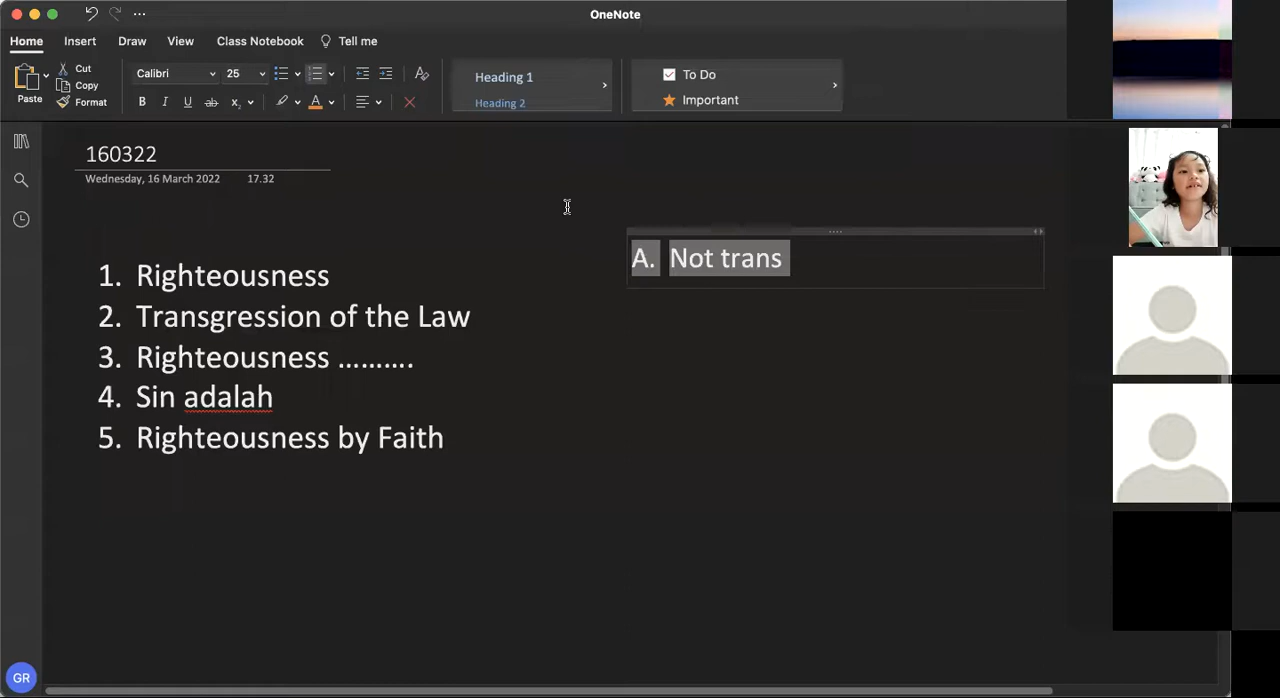 OneNote
Home Insert Draw View Class Notebook Tell me
Paste
Cut
Copy
Format
Calibri 25
B I U ab x₂ A
Heading 1
Heading 2
To Do
Important
160322
Wednesday, 16 March 2022 17.32
1. Righteousness
2. Transgression of the Law
3. Righteousness ……….
4. Sin adalah
5. Righteousness by Faith
A. Not trans
GR